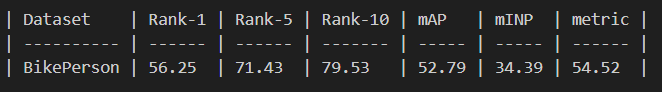 | Dataset    | Rank-1 | Rank-5 | Rank-10 | mAP   | mINP  | metric |
| ---------- | ------ | ------ | ------- | ----- | ----- | ------ |
| BikePerson | 56.25  | 71.43  | 79.53   | 52.79 | 34.39 | 54.52  |